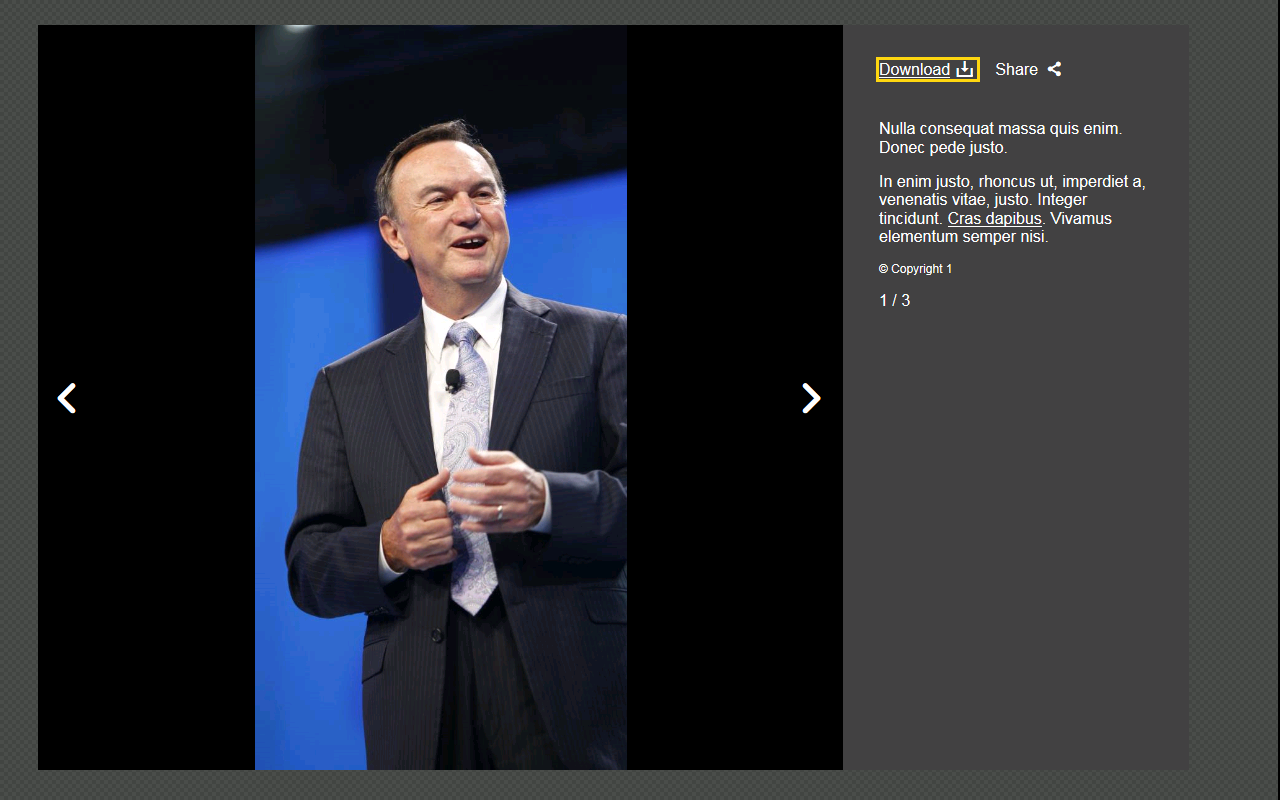 Download Share
Nulla consequat massa quis enim.
Donec pede justo.
In enim justo, rhoncus ut, imperdiet a,
venenatis vitae, justo. Integer
tincidunt. Cras dapibus. Vivamus
elementum semper nisi.
© Copyright 1
1 / 3